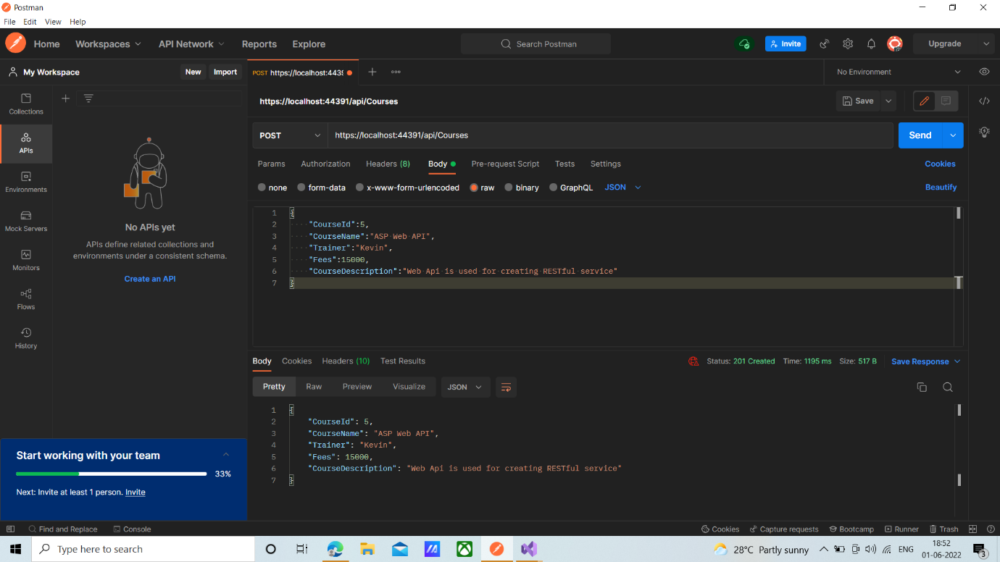 Postman
File Edit View Help
Home Workspaces API Network Reports Explore Search Postman Invite Upgrade
My Workspace New Import POST https://localhost:4439 No Environment
https://localhost:44391/api/Courses Save
Collections
APIs
Environments
Mock Servers
Monitors
Flows
History
No APIs yet
APIs define related collections and
environments under a consistent schema.
Create an API
POST https://localhost:44391/api/Courses Send
Params Authorization Headers (8) Body Pre-request Script Tests Settings Cookies
none form-data x-www-form-urlencoded raw binary GraphQL JSON Beautify
1 {
2 "CourseId":5,
3 "CourseName":"ASP Web API",
4 "Trainer":"Kevin",
5 "Fees":15000,
6 "CourseDescription":"Web Api is used for creating RESTful service"
7 }
Body Cookies Headers (10) Test Results Status: 201 Created Time: 1195 ms Size: 517 B Save Response
Pretty Raw Preview Visualize JSON
1 {
2 "CourseId": 5,
3 "CourseName": "ASP Web API",
4 "Trainer": "Kevin",
5 "Fees": 15000,
6 "CourseDescription": "Web Api is used for creating RESTful service"
7 }
Start working with your team
33%
Next: Invite at least 1 person. Invite
Find and Replace Console Cookies Capture requests Bootcamp Runner Trash
Type here to search 28°C Partly sunny ENG 18:52
01-06-2022 3